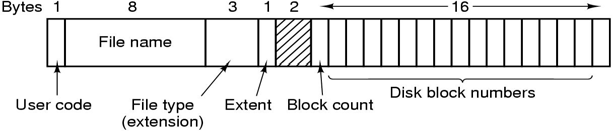 Bytes 1 8 3 1 2 16
File name
User code File type Extent Block count Disk block numbers
(extension)